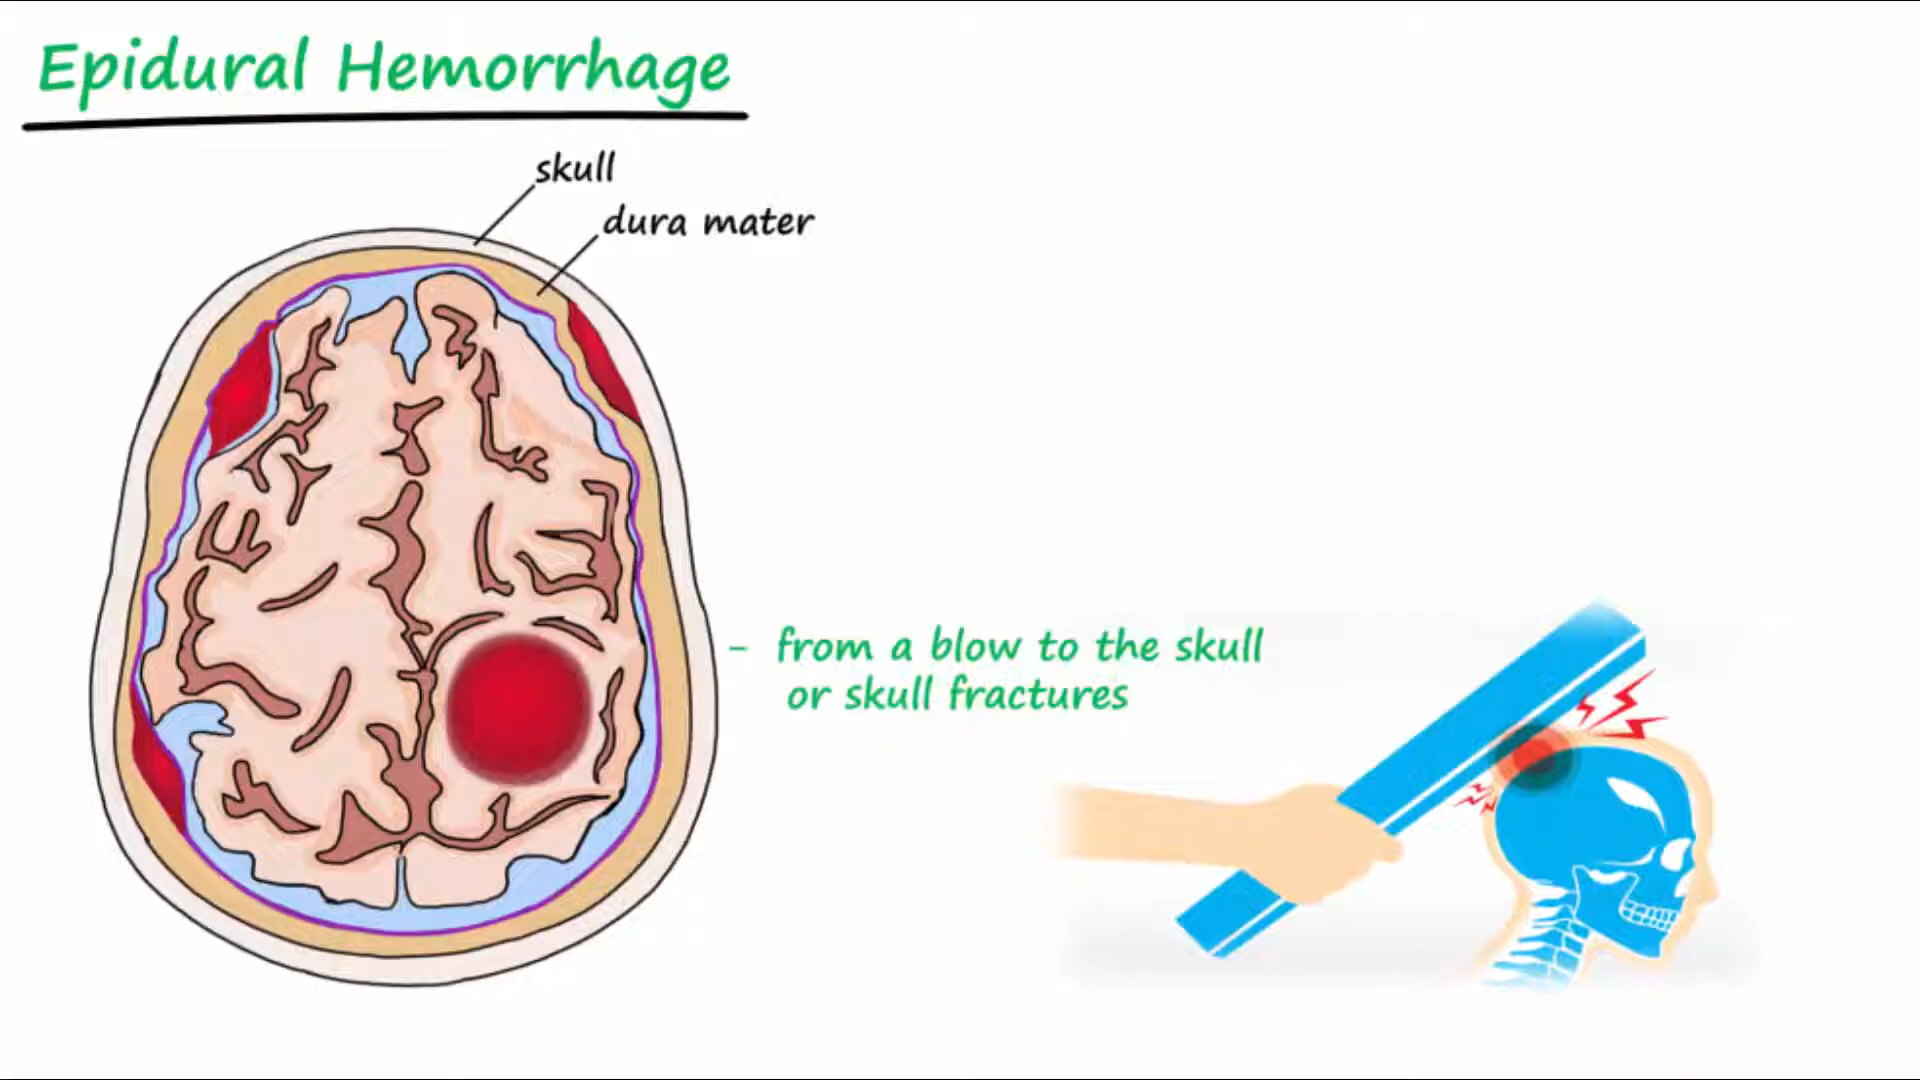 Epidural Hemorrhage
skull
dura mater
- from a blow to the skull
or skull fractures